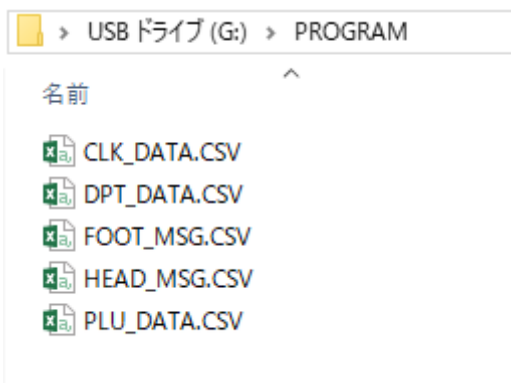 USB ドライブ (G:) > PROGRAM
名前
CLK_DATA.CSV
DPT_DATA.CSV
FOOT_MSG.CSV
HEAD_MSG.CSV
PLU_DATA.CSV